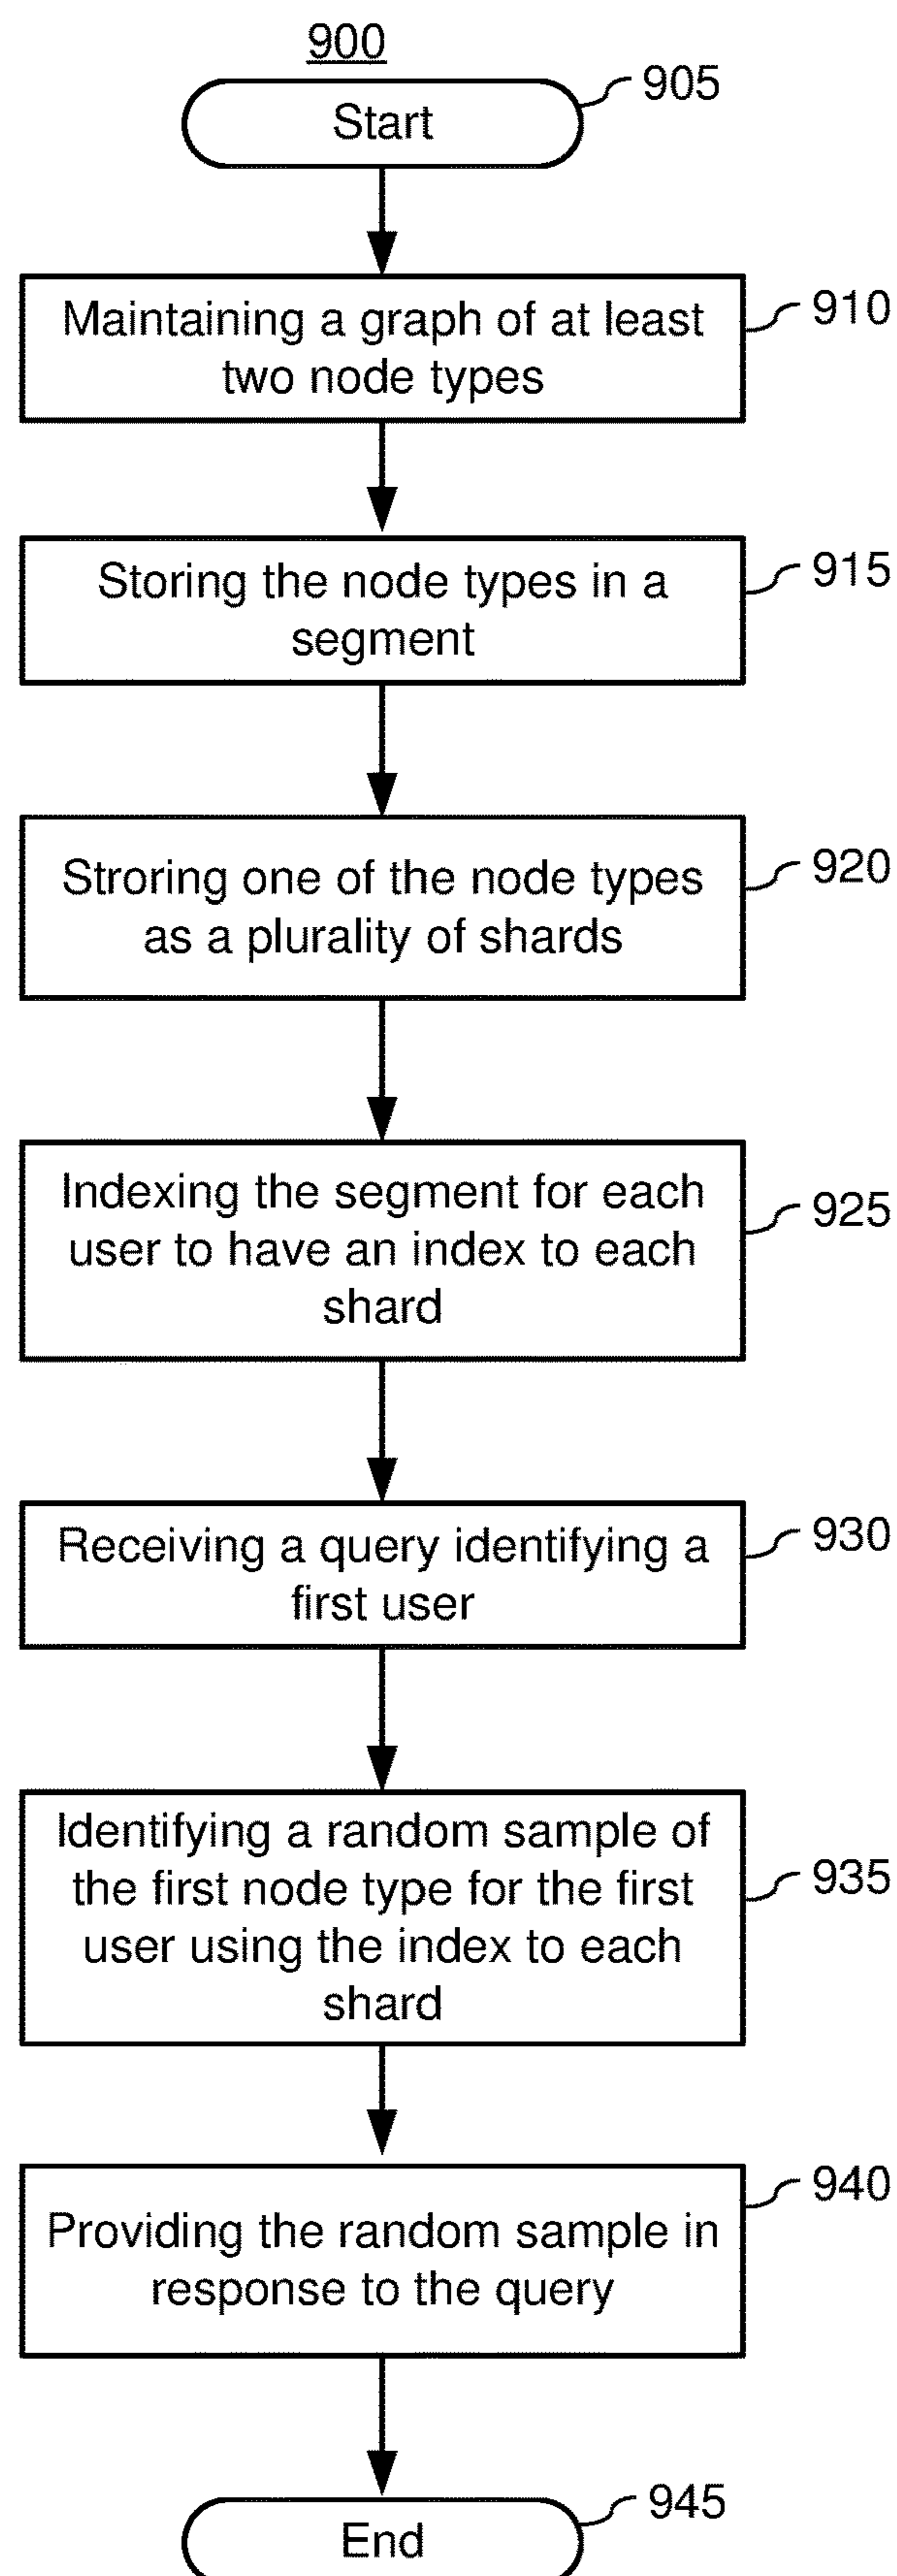 900
Start
905
Maintaining a graph of at least
two node types
910
Storing the node types in a
segment
915
Stroring one of the node types
as a plurality of shards
920
Indexing the segment for each
user to have an index to each
shard
925
Receiving a query identifying a
first user
930
Identifying a random sample of
the first node type for the first
user using the index to each
shard
935
Providing the random sample in
response to the query
940
End
945